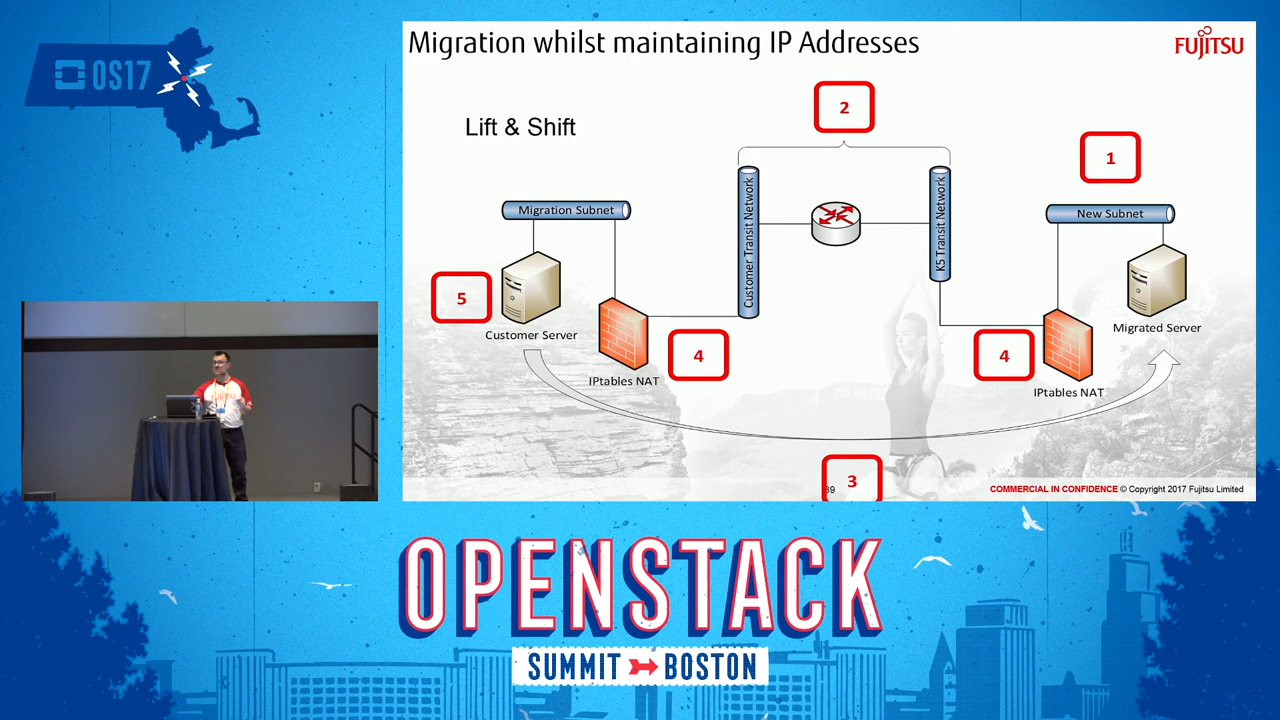 OS17
Migration whilst maintaining IP Addresses
FUJITSU
Lift & Shift
2
1
Migration Subnet
New Subnet
Customer Transit Network
K5 Transit Network
5
Customer Server
Migrated Server
4
4
IPtables NAT
IPtables NAT
3
39
COMMERCIAL IN CONFIDENCE © Copyright 2017 Fujitsu Limited
FUJITSU
OPENSTACK
SUMMIT BOSTON